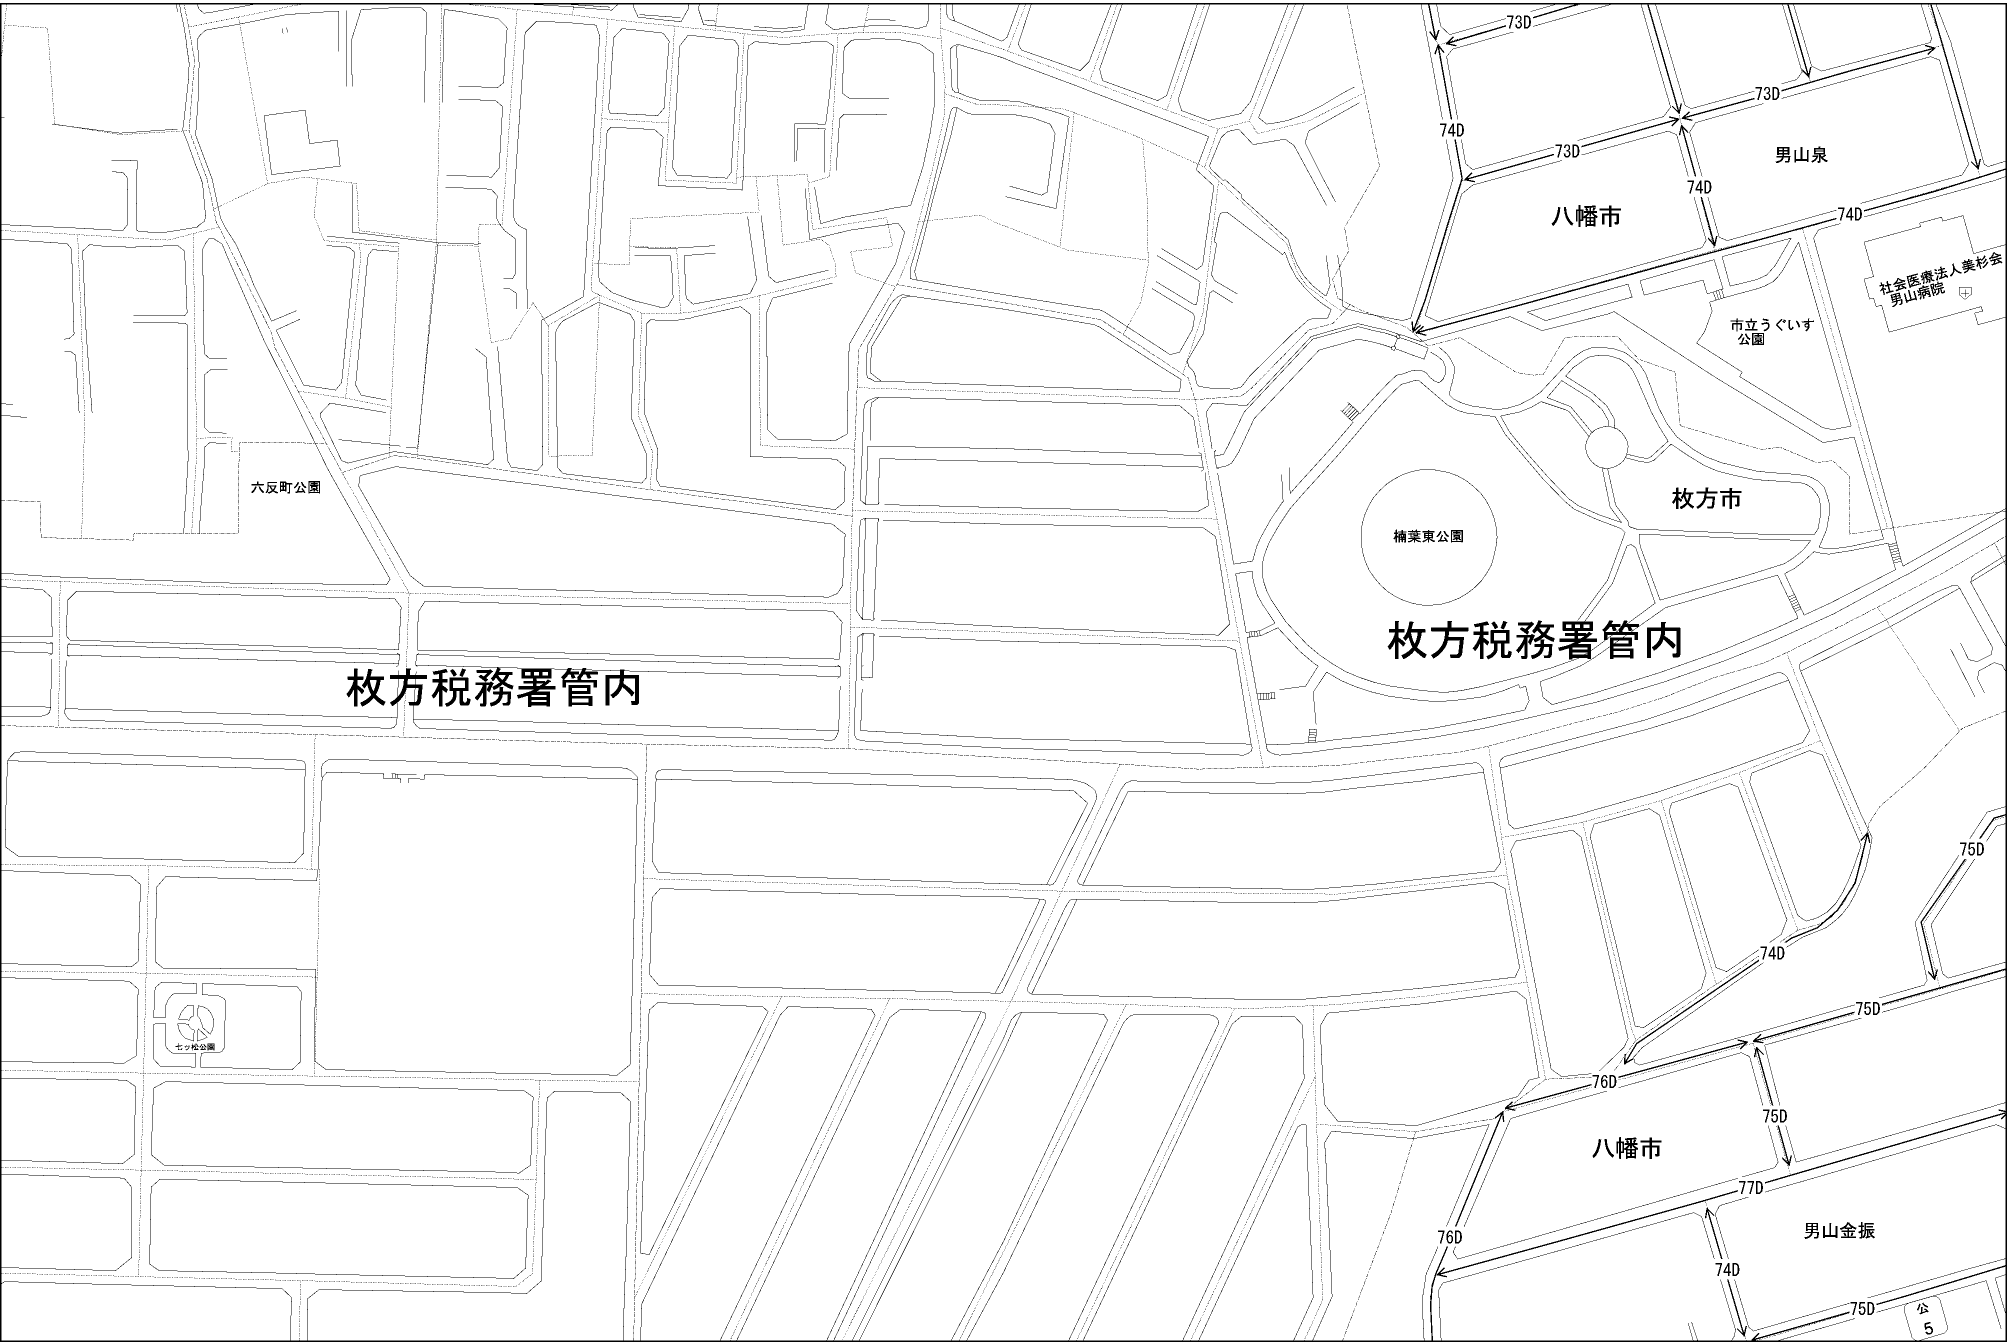 73D
73D
74D
73D
男山泉
74D
八幡市
74D
社会医療法人美杉会
男山病院
市立うぐいす
公園
六反町公園
枚方市
楠葉東公園
枚方税務署管内
枚方税務署管内
75D
74D
75D
七ッ松公園
76D
75D
八幡市
77D
76D
男山金振
74D
75D
公
5